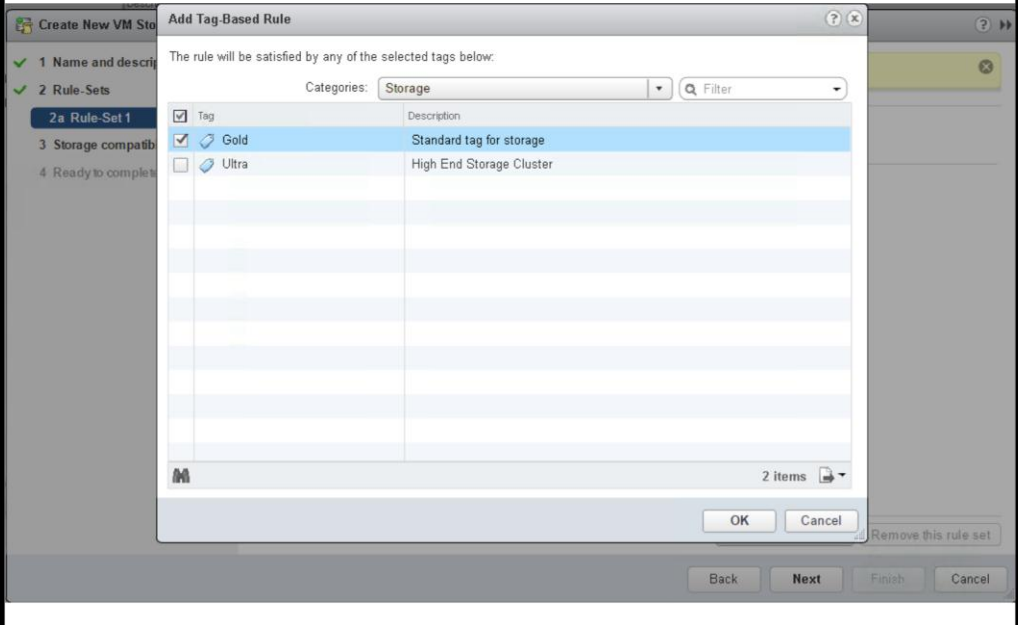 Create New VM Sto
Add Tag-Based Rule
1 Name and descrip
2 Rule-Sets
2a Rule-Set 1
3 Storage compatib
4 Ready to complete
The rule will be satisfied by any of the selected tags below:
Categories: Storage
Filter
Tag Description
Gold Standard tag for storage
Ultra High End Storage Cluster
2 items
OK Cancel
Remove this rule set
Back Next Finish Cancel